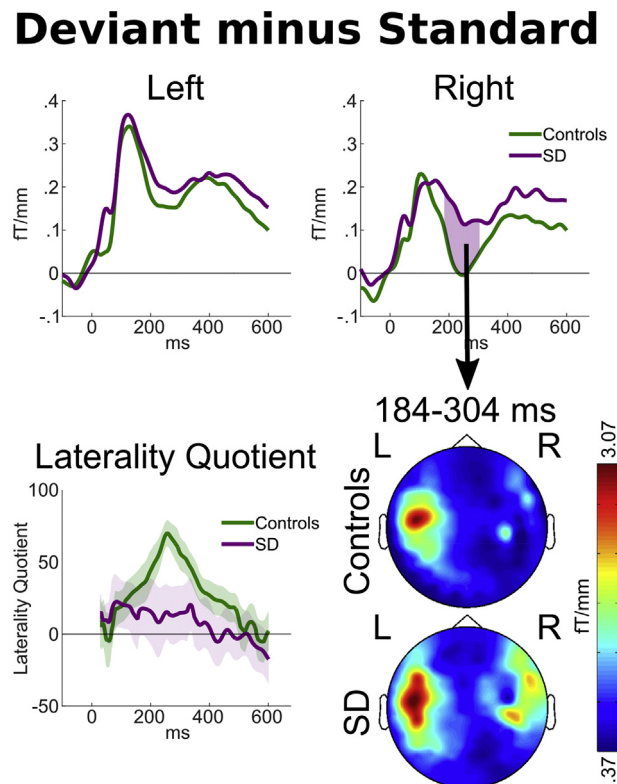 Deviant minus Standard
Left
.4
.3
.2
.1
0
-.1
fT/mm
0
200
400
600
ms
Right
.4
.3
.2
.1
0
-.1
fT/mm
0
200
400
600
ms
Controls
SD
Laterality Quotient
100
50
0
-50
Laterality Quotient
0
200
400
600
ms
Controls
SD
184-304 ms
L
R
Controls
L
R
SD
3.07
fT/mm
.37